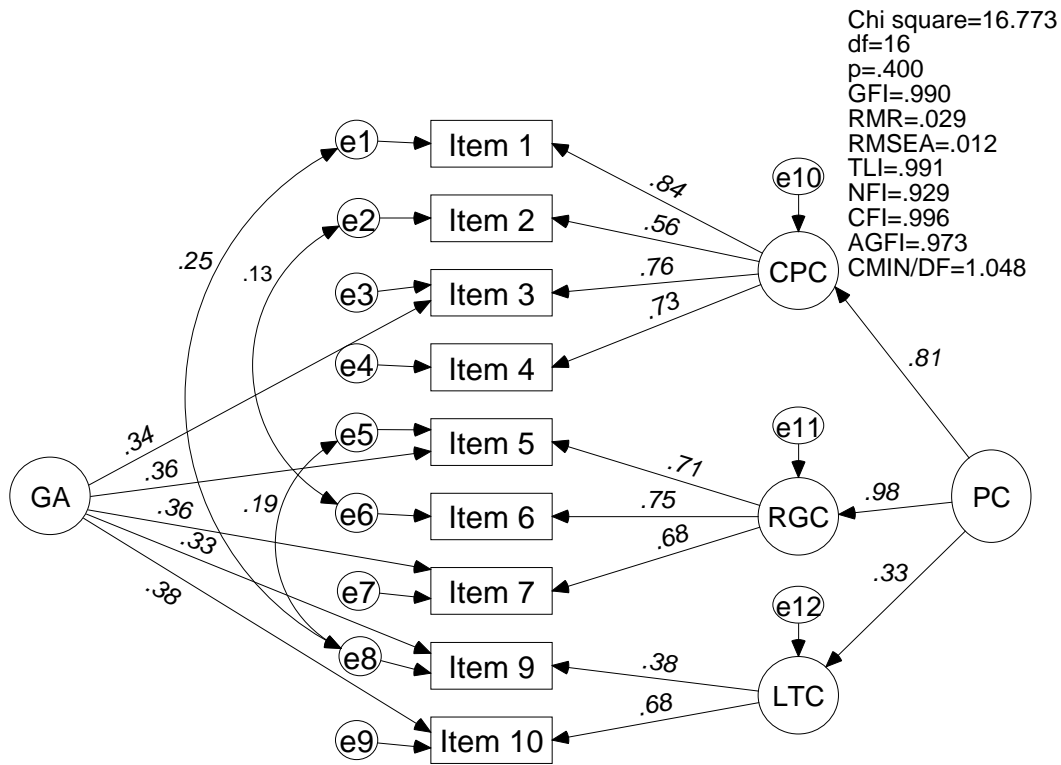 Chi square=16.773
df=16
p=.400
GFI=.990
RMR=.029
RMSEA=.012
TLI=.991
NFI=.929
CFI=.996
AGFI=.973
CMIN/DF=1.048
e1
Item 1
.84
e10
e2
Item 2
.56
.25
.13
CPC
e3
Item 3
.76
.73
e4
Item 4
.81
.34
e5
Item 5
e11
.36
.71
GA
.36
.19
e6
Item 6
.75
RGC
.98
PC
.33
.68
.38
e7
Item 7
e12
.33
e8
Item 9
.38
LTC
.68
e9
Item 10